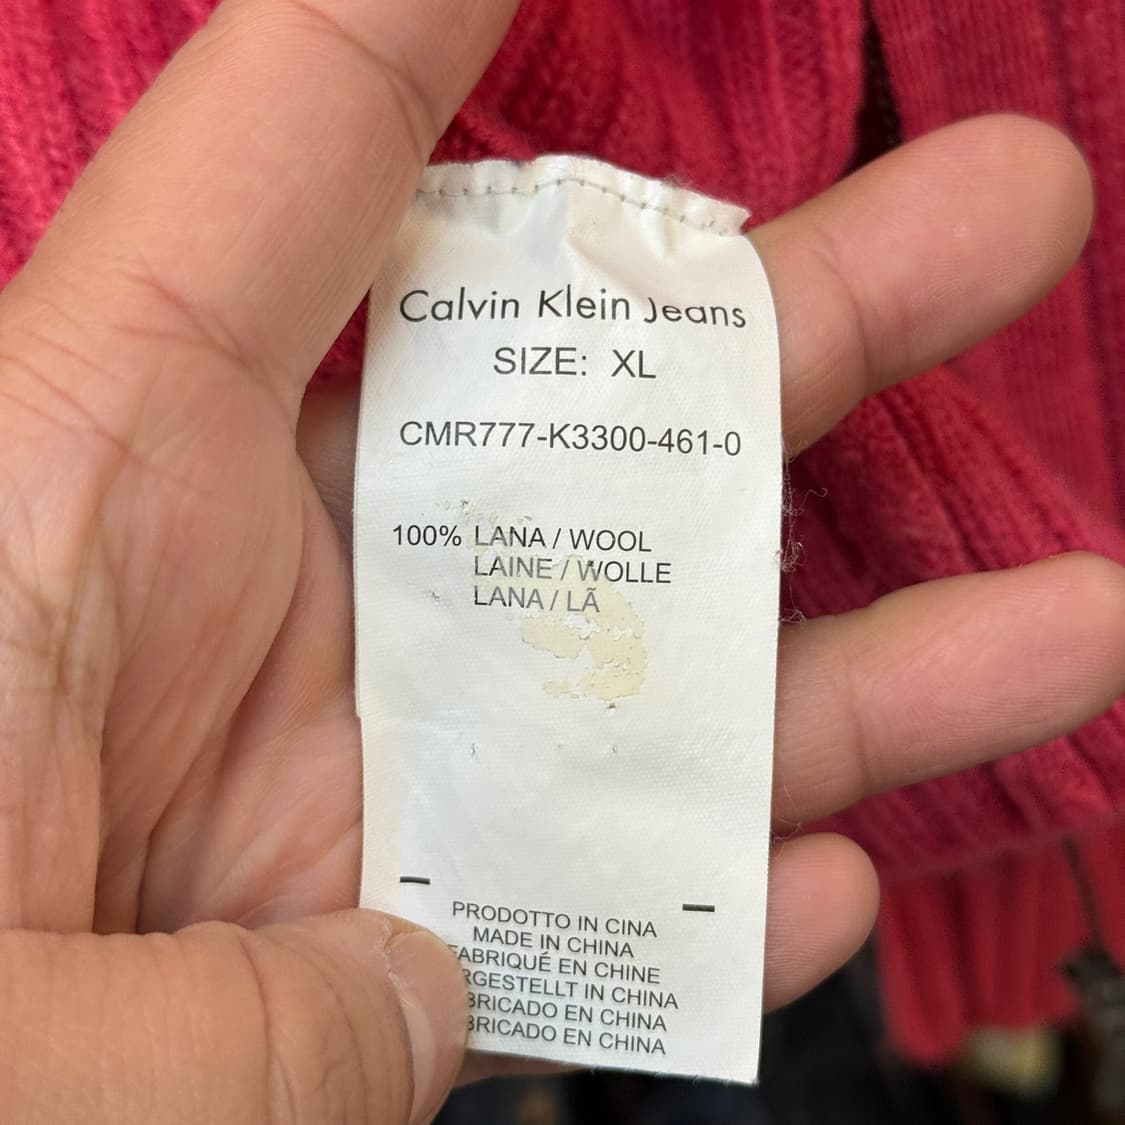 Calvin Klein Jeans
SIZE: XL
CMR777-K3300-461-0
100% LANA / WOOL
LAINE / WOLLE
LANA / LÃ
PRODOTTO IN CINA
MADE IN CHINA
FABRIQUÉ EN CHINE
IN CHINA
EN CHINA
EN CHINA